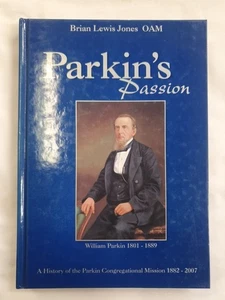 Brian Lewis Jones OAM
Parkin's
Passion
William Parkin 1801 - 1889
A History of the Parkin Congregational Mission 1882 - 2007